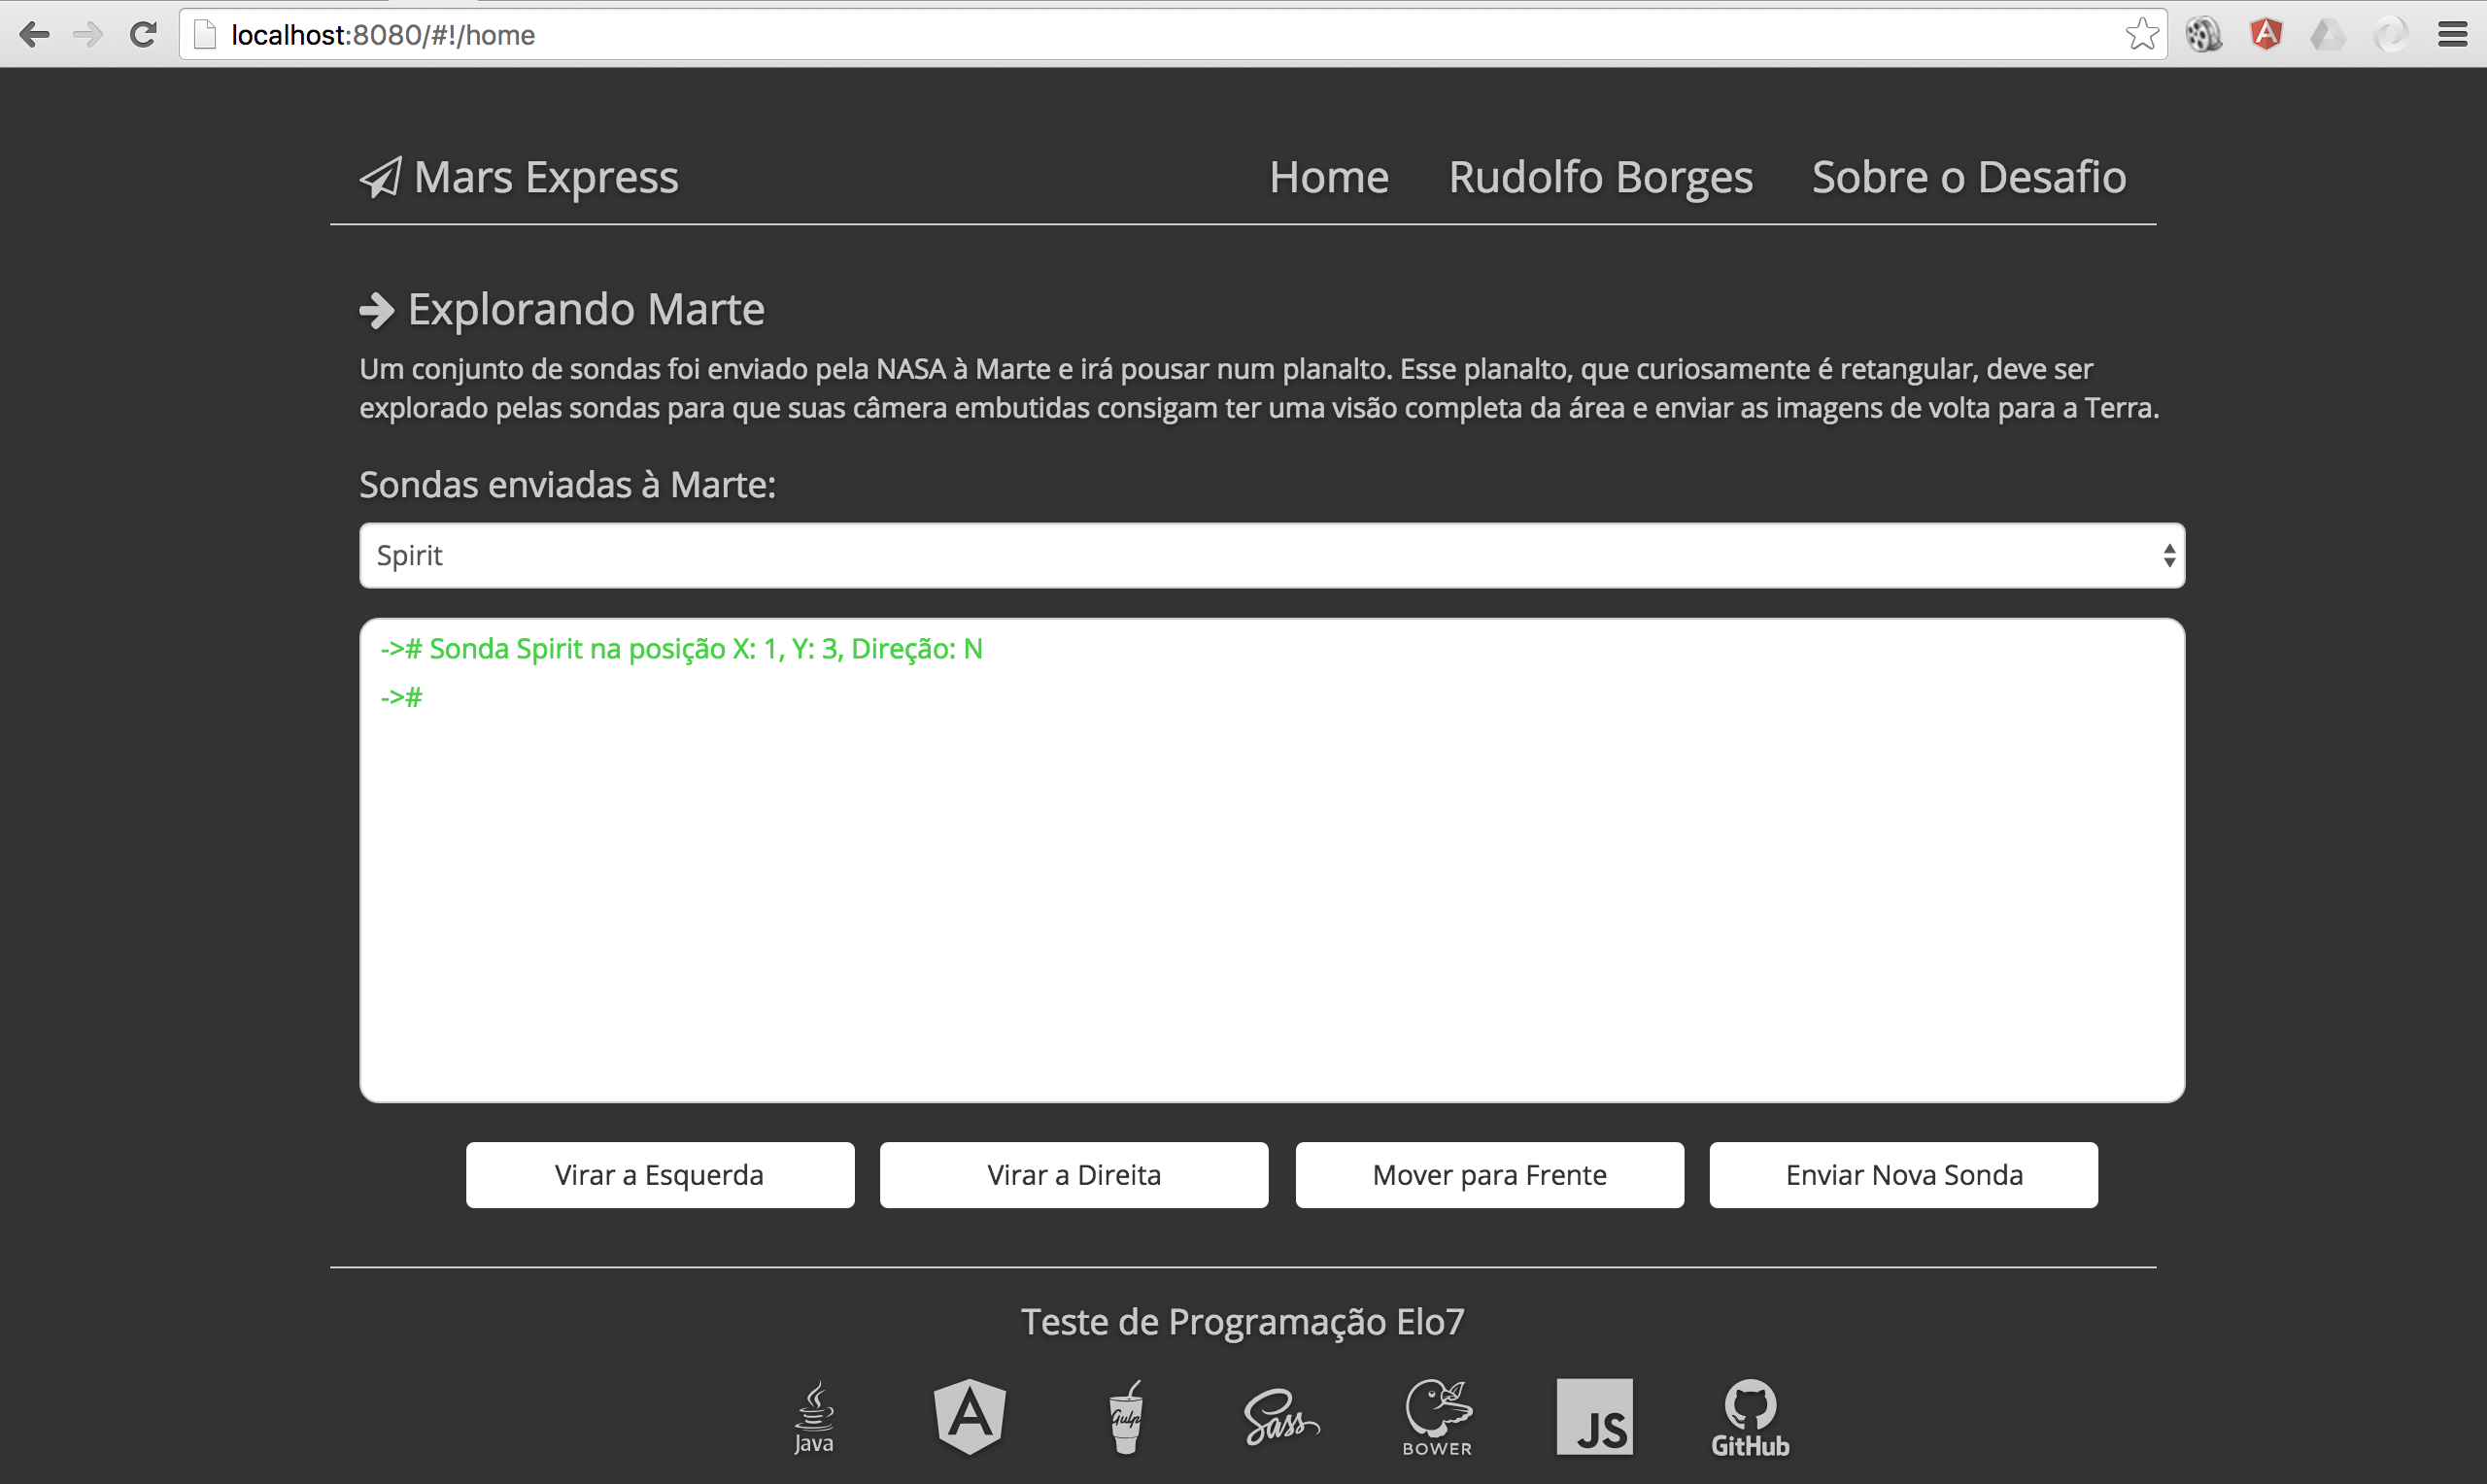 localhost:8080/#!/home
Mars Express
Home
Rudolfo Borges
Sobre o Desafio
Explorando Marte
Um conjunto de sondas foi enviado pela NASA à Marte e irá pousar num planalto. Esse planalto, que curiosamente é retangular, deve ser
explorado pelas sondas para que suas câmera embutidas consigam ter uma visão completa da área e enviar as imagens de volta para a Terra.
Sondas enviadas à Marte:
Spirit
-># Sonda Spirit na posição X: 1, Y: 3, Direção: N
->#
Virar a Esquerda
Virar a Direita
Mover para Frente
Enviar Nova Sonda
Teste de Programação Elo7
Java
A
Gulp
Sass
BOWER
JS
GitHub